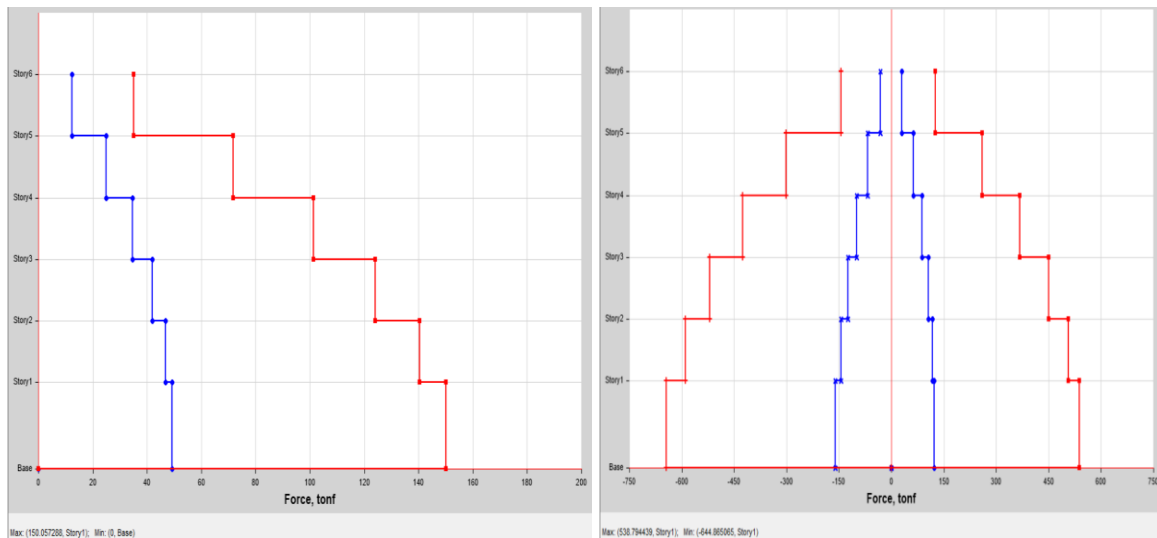 Story6
Story5
Story4
Story3
Story2
Story1
Base
0 20 40 60 80 100 120 140 160 180 200
Force, tonf
Max: (150.057288, Story1); Min: (0, Base)
Story6
Story5
Story4
Story3
Story2
Story1
Base
-750 -600 -450 -300 -150 0 150 300 450 600 750
Force, tonf
Max: (538.794439, Story1); Min: (-644.865065, Story1)